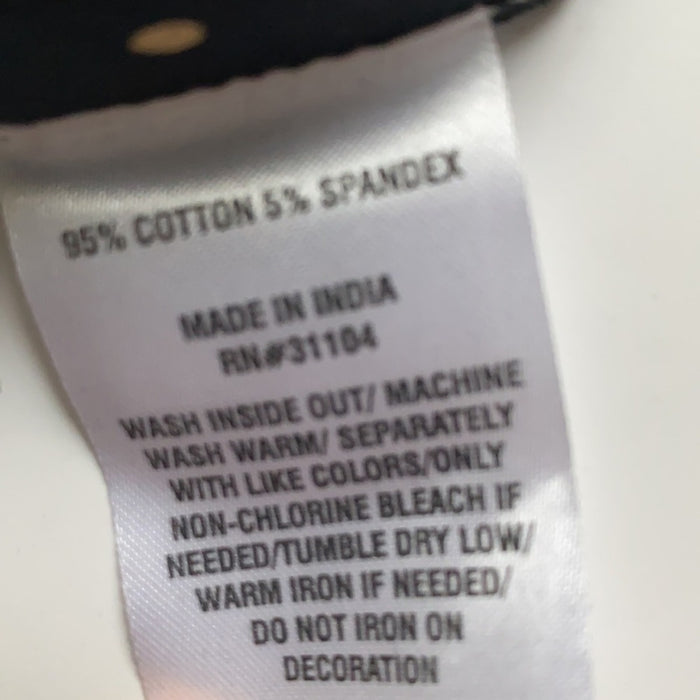 95% COTTON 5% SPANDEX
MADE IN INDIA
RN#31104
WASH INSIDE OUT/ MACHINE
WASH WARM/ SEPARATELY
WITH LIKE COLORS/ONLY
NON-CHLORINE BLEACH IF
NEEDED/TUMBLE DRY LOW/
WARM IRON IF NEEDED/
DO NOT IRON ON
DECORATION